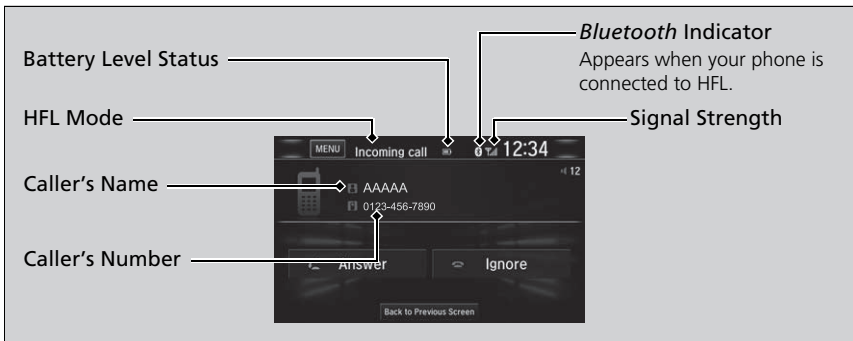 Bluetooth Indicator
Appears when your phone is
connected to HFL.
Battery Level Status
HFL Mode
Signal Strength
MENU
Incoming call
12:34
12
Caller's Name
AAAAA
0123-456-7890
Caller's Number
Answer
Ignore
Back to Previous Screen